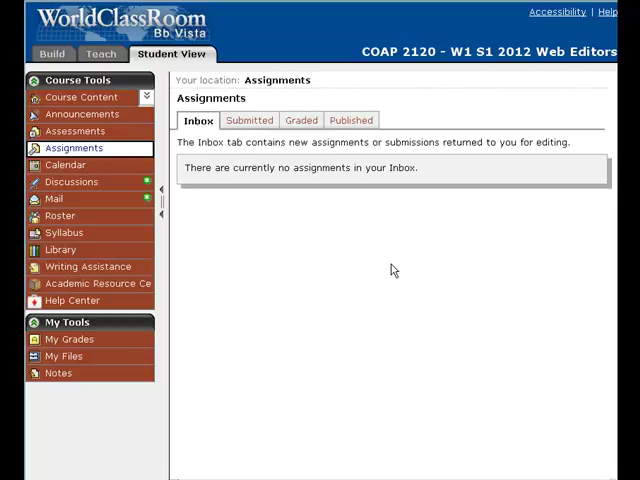 WorldClassRoom
Bb Vista
Accessibility | Help
Build
Teach
Student View
COAP 2120 - W1 S1 2012 Web Editors
Course Tools
Course Content
Announcements
Assessments
Assignments
Calendar
Discussions
Mail
Roster
Syllabus
Library
Writing Assistance
Academic Resource Ce
Help Center
My Tools
My Grades
My Files
Notes
Your location: Assignments
Assignments
Inbox
Submitted
Graded
Published
The Inbox tab contains new assignments or submissions returned to you for editing.
There are currently no assignments in your Inbox.